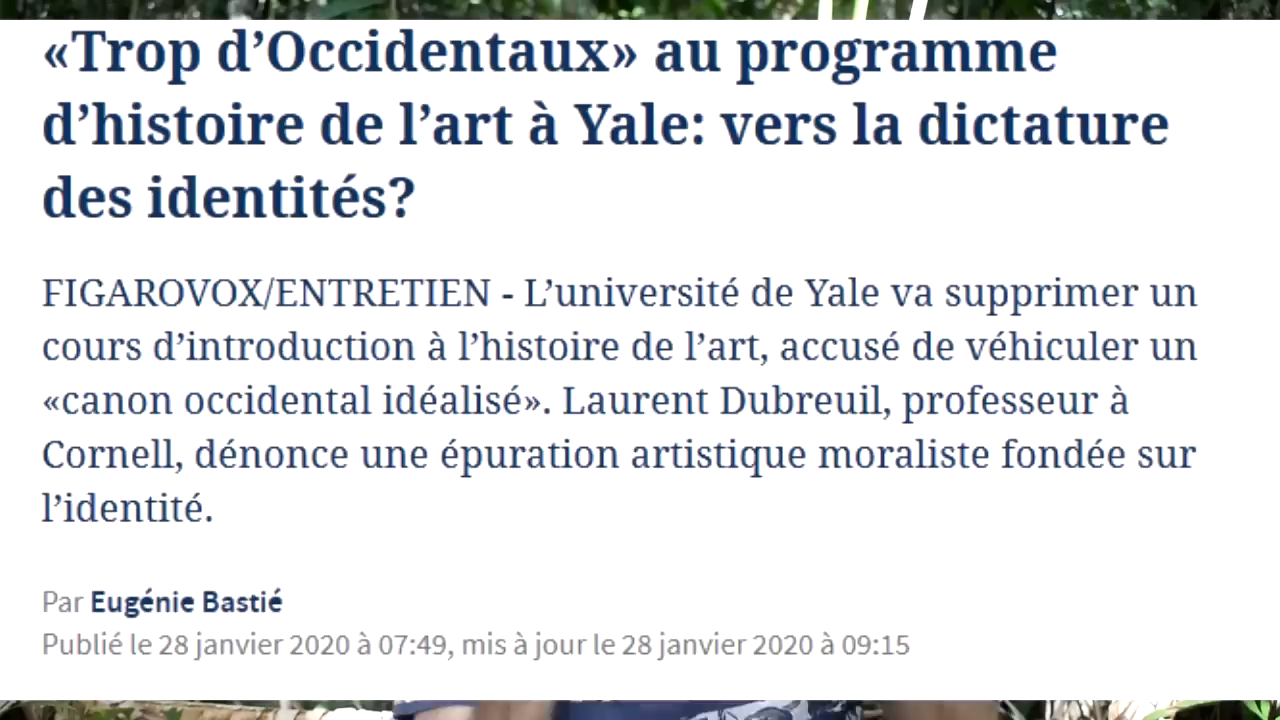 «Trop d’Occidentaux» au programme
d’histoire de l’art à Yale: vers la dictature
des identités?
FIGAROVOX/ENTRETIEN - L’université de Yale va supprimer un
cours d’introduction à l’histoire de l’art, accusé de véhiculer un
«canon occidental idéalisé». Laurent Dubreuil, professeur à
Cornell, dénonce une épuration artistique moraliste fondée sur
l’identité.
Par Eugénie Bastié
Publié le 28 janvier 2020 à 07:49, mis à jour le 28 janvier 2020 à 09:15